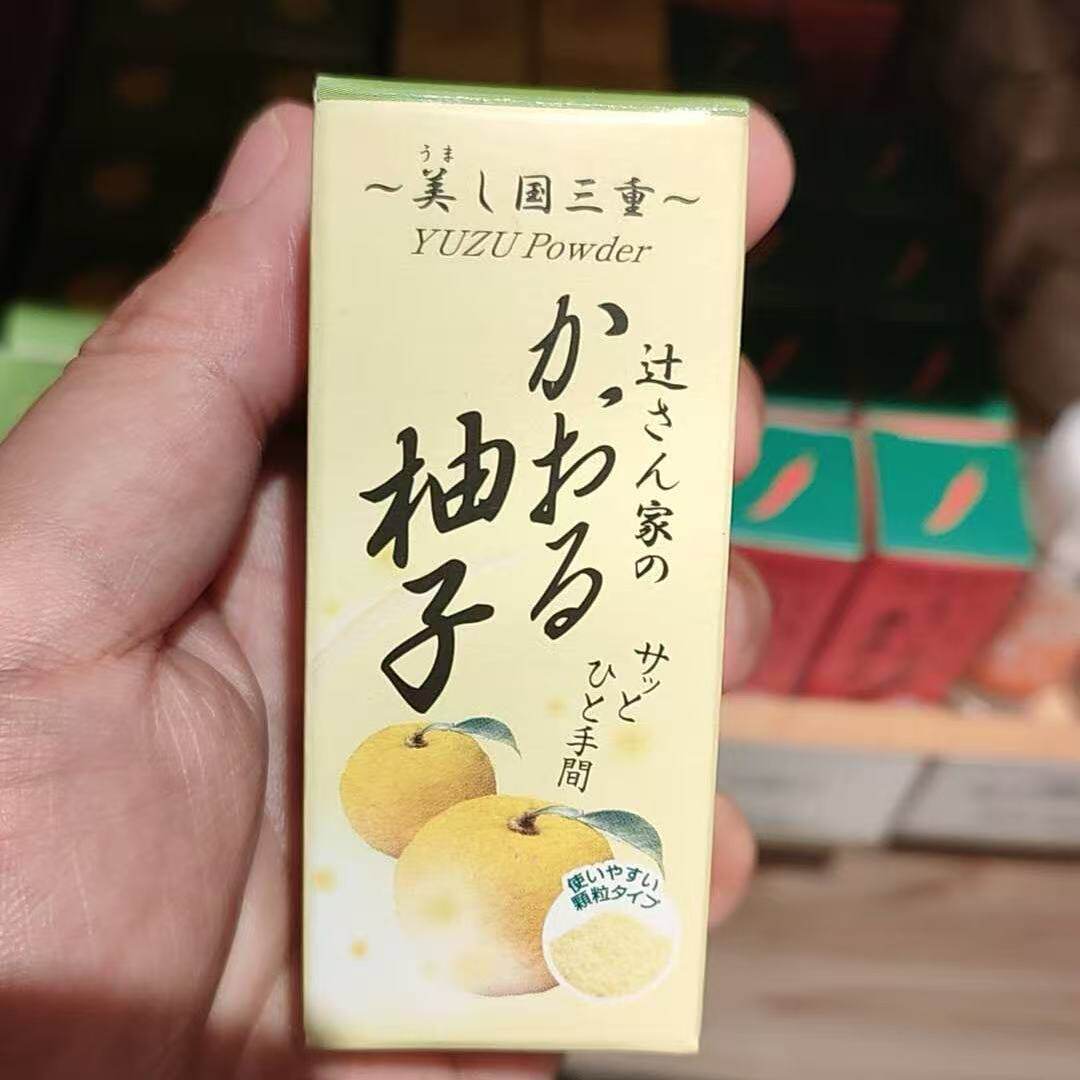 うま
～美し国三重～
YUZU Powder
辻さん家の
かおる
柚子
サッと
ひと手間
使いやすい
顆粒タイプ